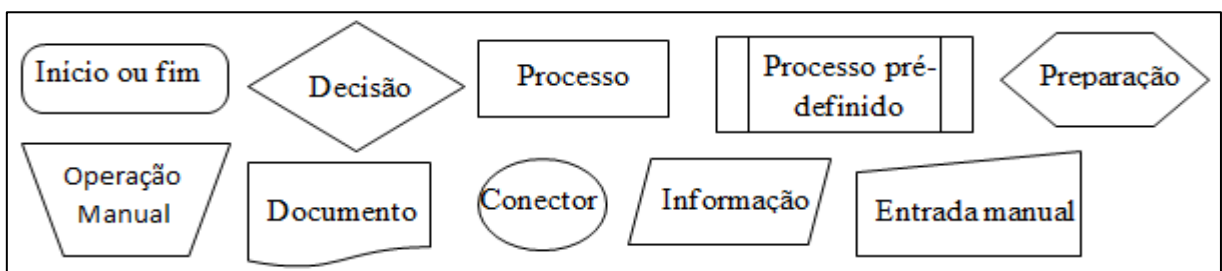 Início ou fim
Decisão
Processo
Processo pré-
definido
Preparação
Operação
Manual
Documento
Conector
Informação
Entrada manual